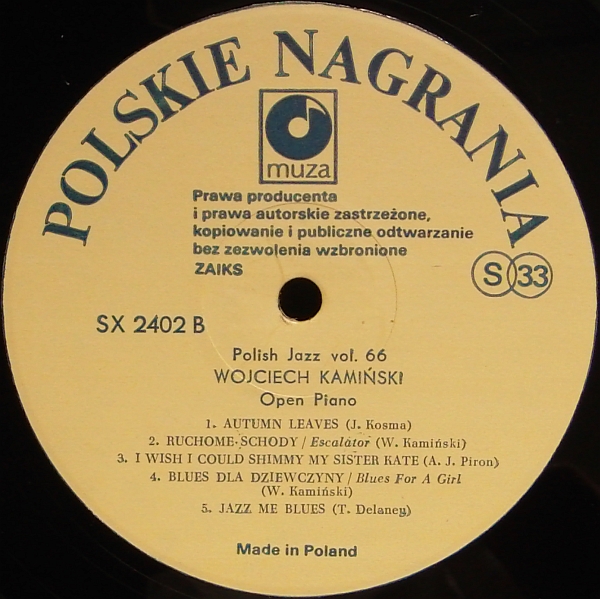 POLSKIE NAGRANIA
muza
Prawa producenta
i prawa autorskie zastrzeżone,
kopiowanie i publiczne odtwarzanie
bez zezwolenia wzbronione
ZAIKS
S 33
SX 2402 B
Polish Jazz vol. 66
WOJCIECH KAMIŃSKI
Open Piano
1. AUTUMN LEAVES (J. Kosma)
2. RUCHOME SCHODY / Escalator (W. Kamiński)
3. I WISH I COULD SHIMMY MY SISTER KATE (A. J. Piron)
4. BLUES DLA DZIEWCZYNY / Blues For A Girl
(W. Kamiński)
5. JAZZ ME BLUES (T. Delaney)
Made in Poland